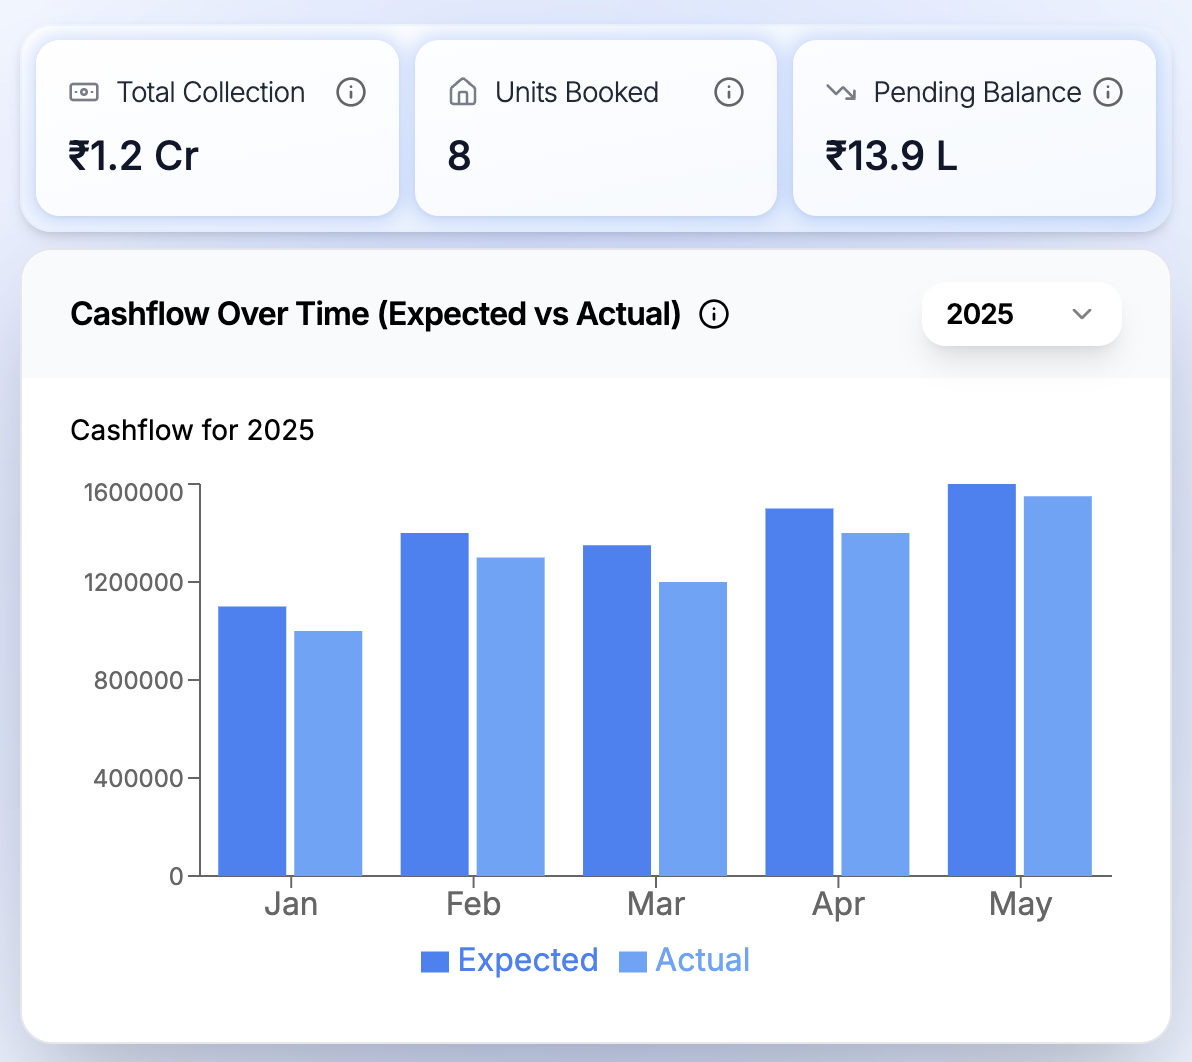 Total Collection
₹1.2 Cr
Units Booked
8
Pending Balance
₹13.9 L
Cashflow Over Time (Expected vs Actual)
2025
Cashflow for 2025
1600000
1200000
800000
400000
0
Jan Feb Mar Apr May
Expected Actual